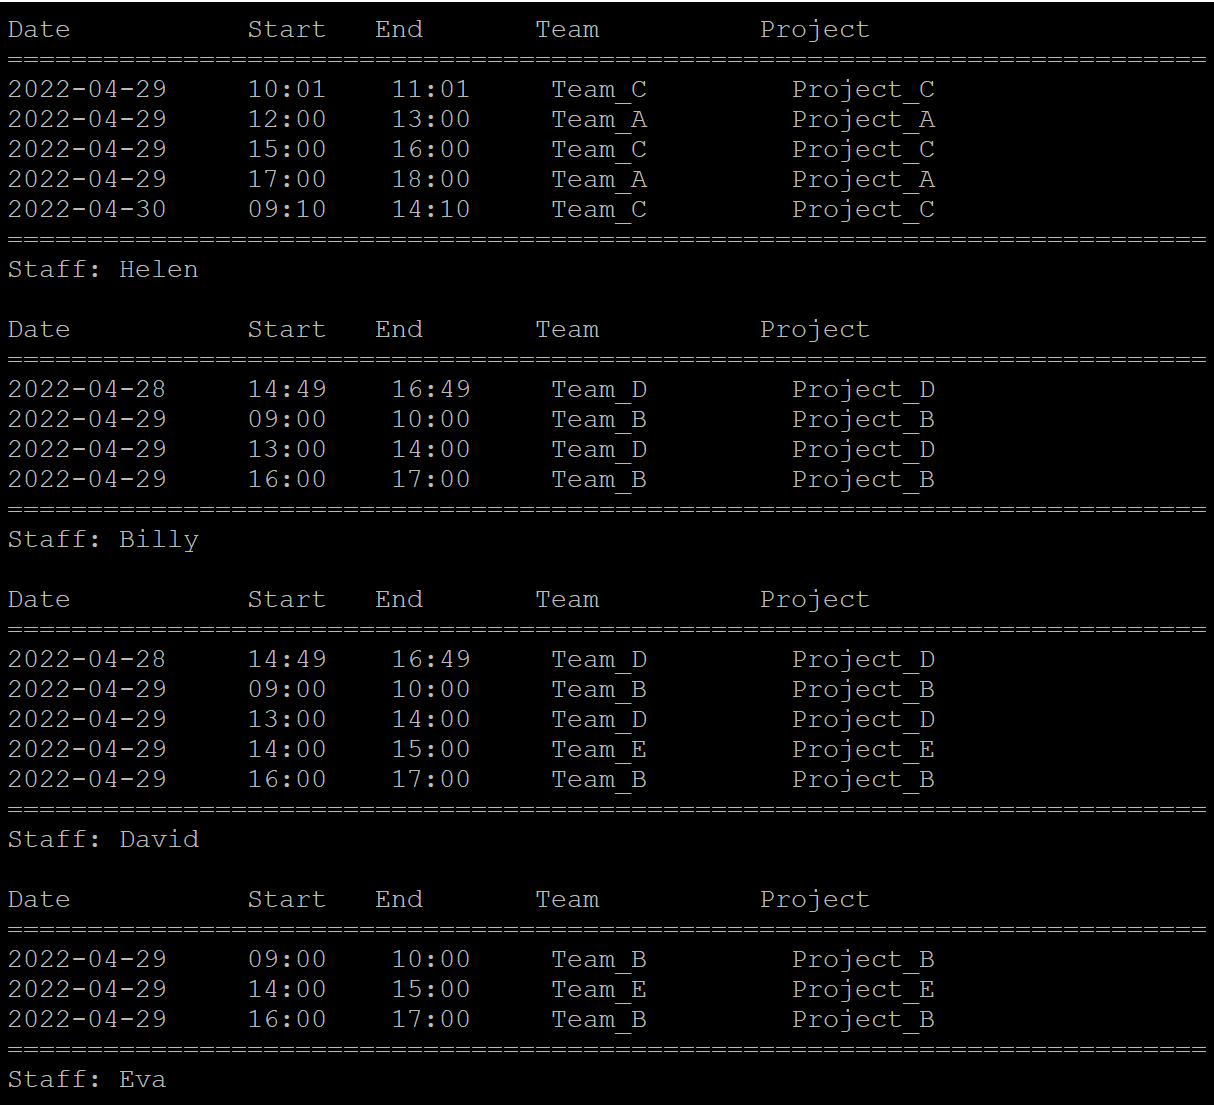 Date Start End Team Project
===========================================================================
2022-04-29 10:01 11:01 Team_C Project_C
2022-04-29 12:00 13:00 Team_A Project_A
2022-04-29 15:00 16:00 Team_C Project_C
2022-04-29 17:00 18:00 Team_A Project_A
2022-04-30 09:10 14:10 Team_C Project_C
===========================================================================
Staff: Helen
Date Start End Team Project
===========================================================================
2022-04-28 14:49 16:49 Team_D Project_D
2022-04-29 09:00 10:00 Team_B Project_B
2022-04-29 13:00 14:00 Team_D Project_D
2022-04-29 16:00 17:00 Team_B Project_B
===========================================================================
Staff: Billy
Date Start End Team Project
===========================================================================
2022-04-28 14:49 16:49 Team_D Project_D
2022-04-29 09:00 10:00 Team_B Project_B
2022-04-29 13:00 14:00 Team_D Project_D
2022-04-29 14:00 15:00 Team_E Project_E
2022-04-29 16:00 17:00 Team_B Project_B
===========================================================================
Staff: David
Date Start End Team Project
===========================================================================
2022-04-29 09:00 10:00 Team_B Project_B
2022-04-29 14:00 15:00 Team_E Project_E
2022-04-29 16:00 17:00 Team_B Project_B
===========================================================================
Staff: Eva